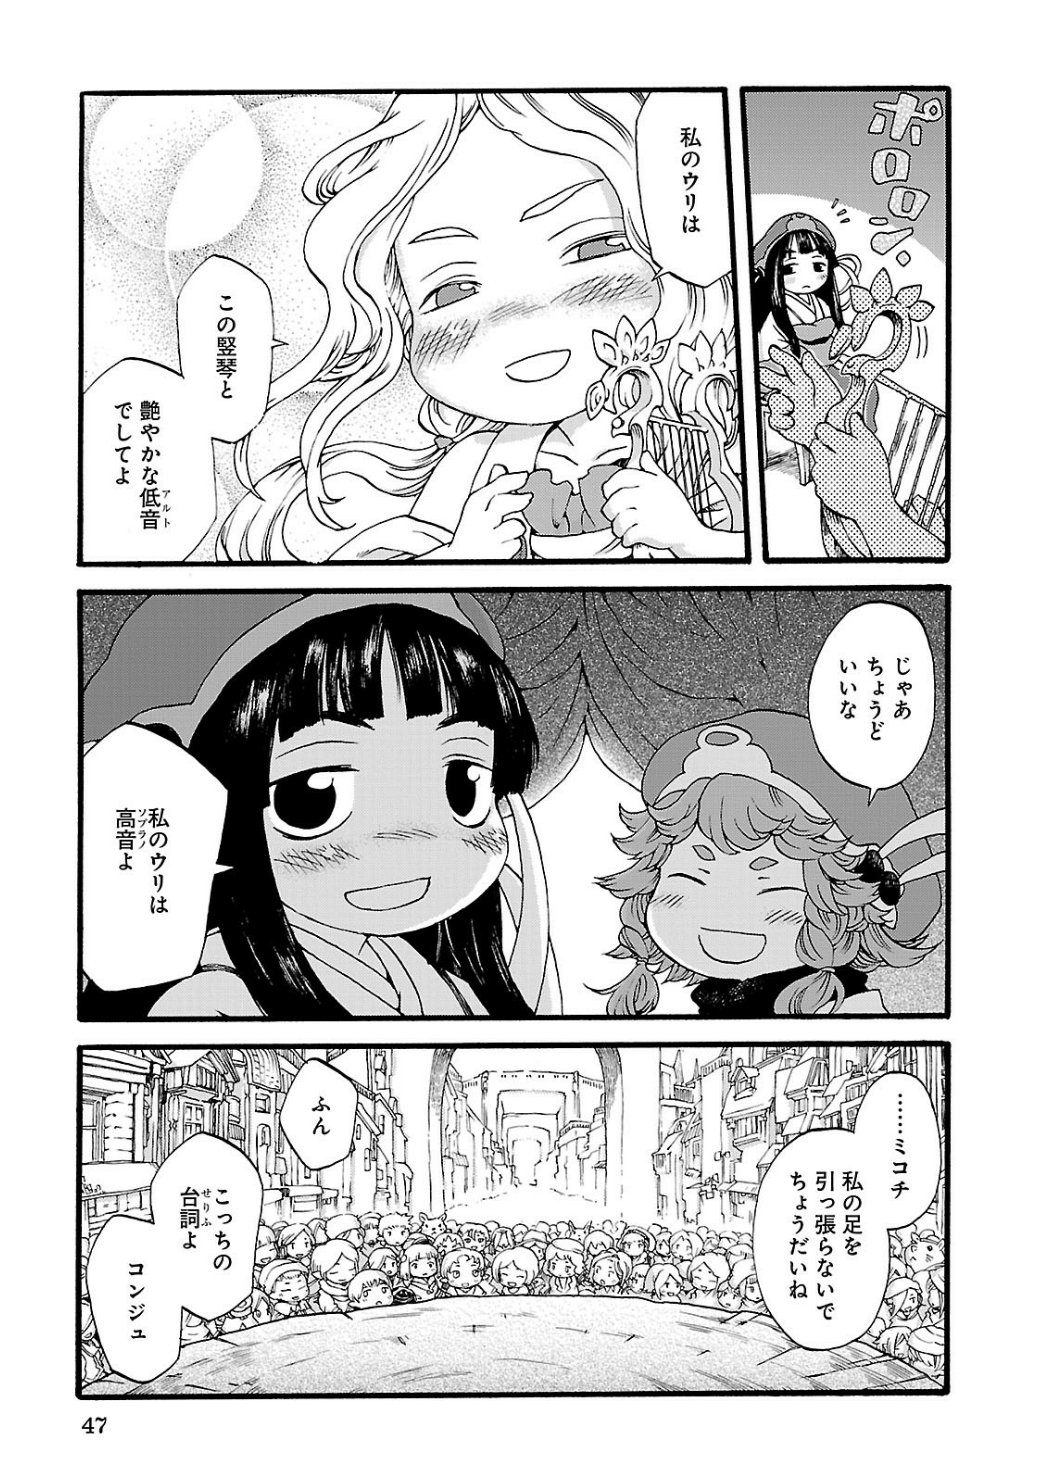 ポロロン、
私のウリは
この竪琴と
艶やかな低音
アルト
でしてよ
じゃあ
ちょうど
いいな
私のウリは
高音よ
ソプラノ
……ミコチ
私の足を
引っ張らないで
ちょうだいね
ふん
こっちの
台詞よ
せりふ
コンジュ
47